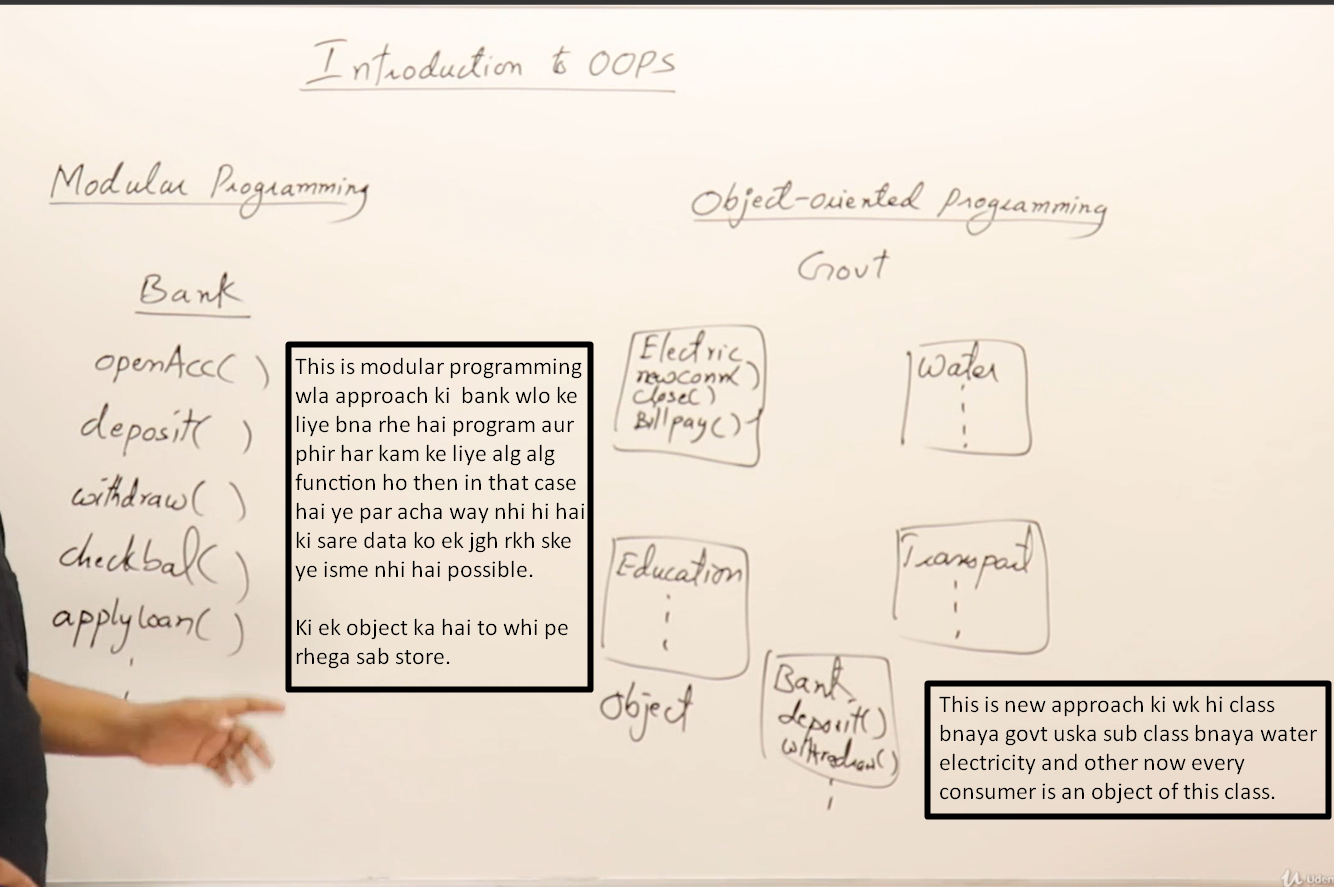 Introduction to OOPS
Modular Programming
Bank
openAcc( )
deposit( )
withdraw( )
checkbal( )
applyloan( )
This is modular programming
wla approach ki bank wlo ke
liye bna rhe hai program aur
phir har kam ke liye alg alg
function ho then in that case
hai ye par acha way nhi hi hai
ki sare data ko ek jgh rkh ske
ye isme nhi hai possible.
Ki ek object ka hai to whi pe
rhega sab store.
Object-oriented Programming
Govt
Electric
newconn( )
close( )
Billpay( )
Water
Education
Transport
Object
Bank
deposit( )
This is new approach ki wk hi class
bnaya govt uska sub class bnaya water
electricity and other now every
consumer is an object of this class.